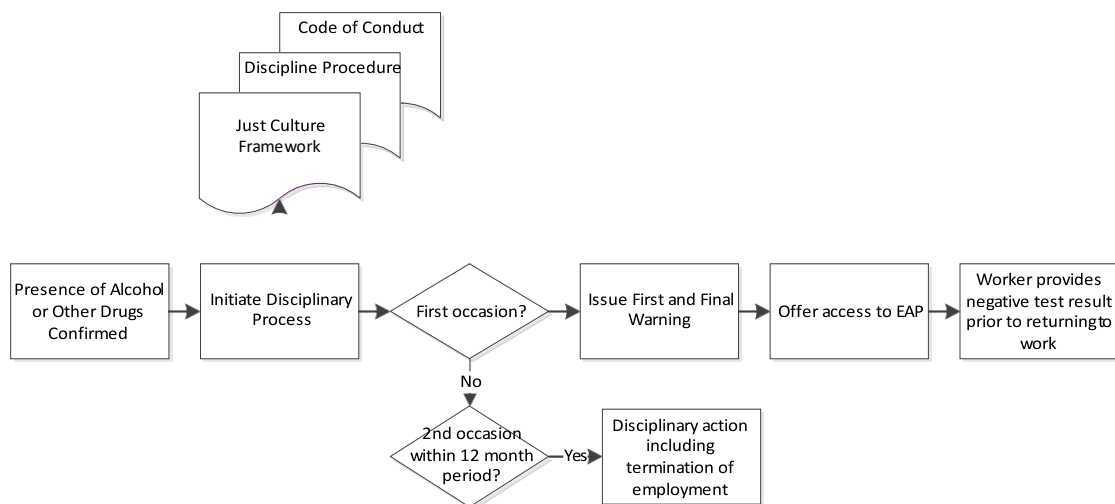 Code of Conduct
Discipline Procedure
Just Culture
Framework
Presence of Alcohol
or Other Drugs
Confirmed
Initiate Disciplinary
Process
First occasion?
Issue First and Final
Warning
Offer access to EAP
Worker provides
negative test result
prior to returning to
work
No
2nd occasion
within 12 month
period?
Yes
Disciplinary action
including
termination of
employment